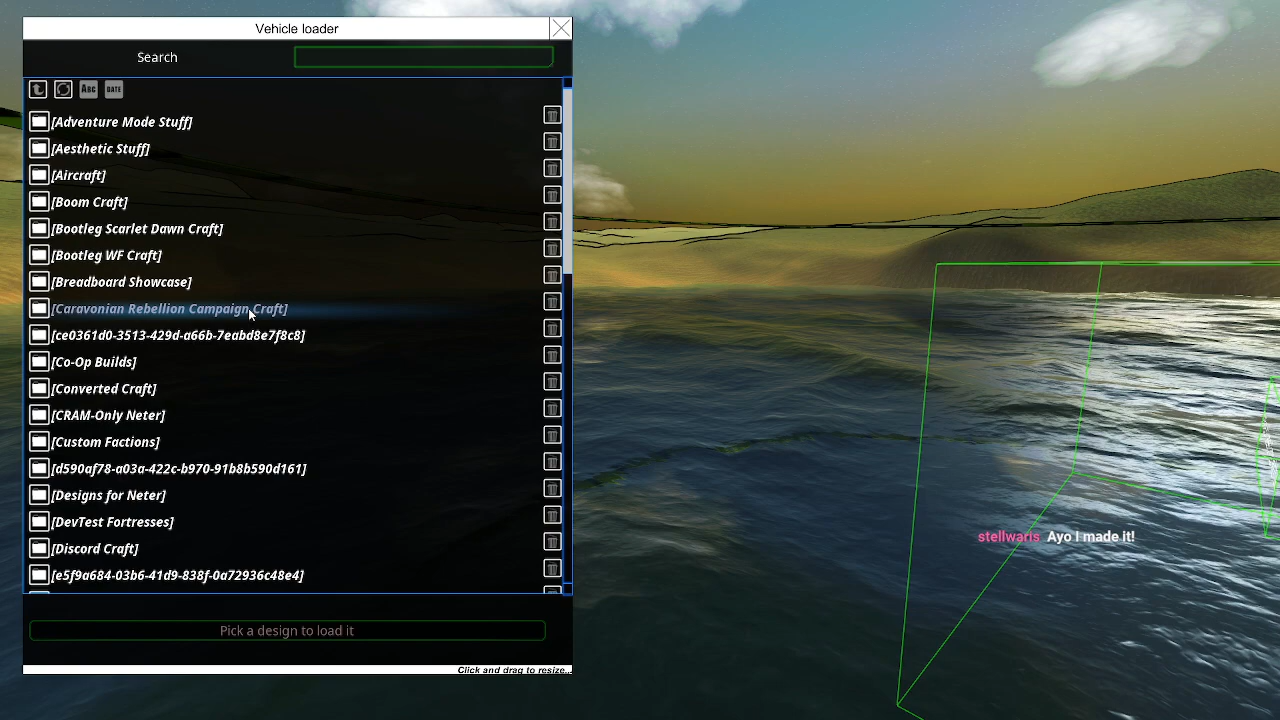 Vehicle loader
Search
ABC DATE
[Adventure Mode Stuff]
[Aesthetic Stuff]
[Aircraft]
[Boom Craft]
[Bootleg Scarlet Dawn Craft]
[Bootleg WF Craft]
[Breadboard Showcase]
[Caravonian Rebellion Campaign Craft]
[ce0361d0-3513-429d-a66b-7eabd8e7f8c8]
[Co-Op Builds]
[Converted Craft]
[CRAM-Only Neter]
[Custom Factions]
[d590af78-a03a-422c-b970-91b8b590d161]
[Designs for Neter]
[DevTest Fortresses]
[Discord Craft]
[e5f9a684-03b6-41d9-838f-0a72936c48e4]
Pick a design to load it
Click and drag to resize...
stellwaris Ayo I made it!